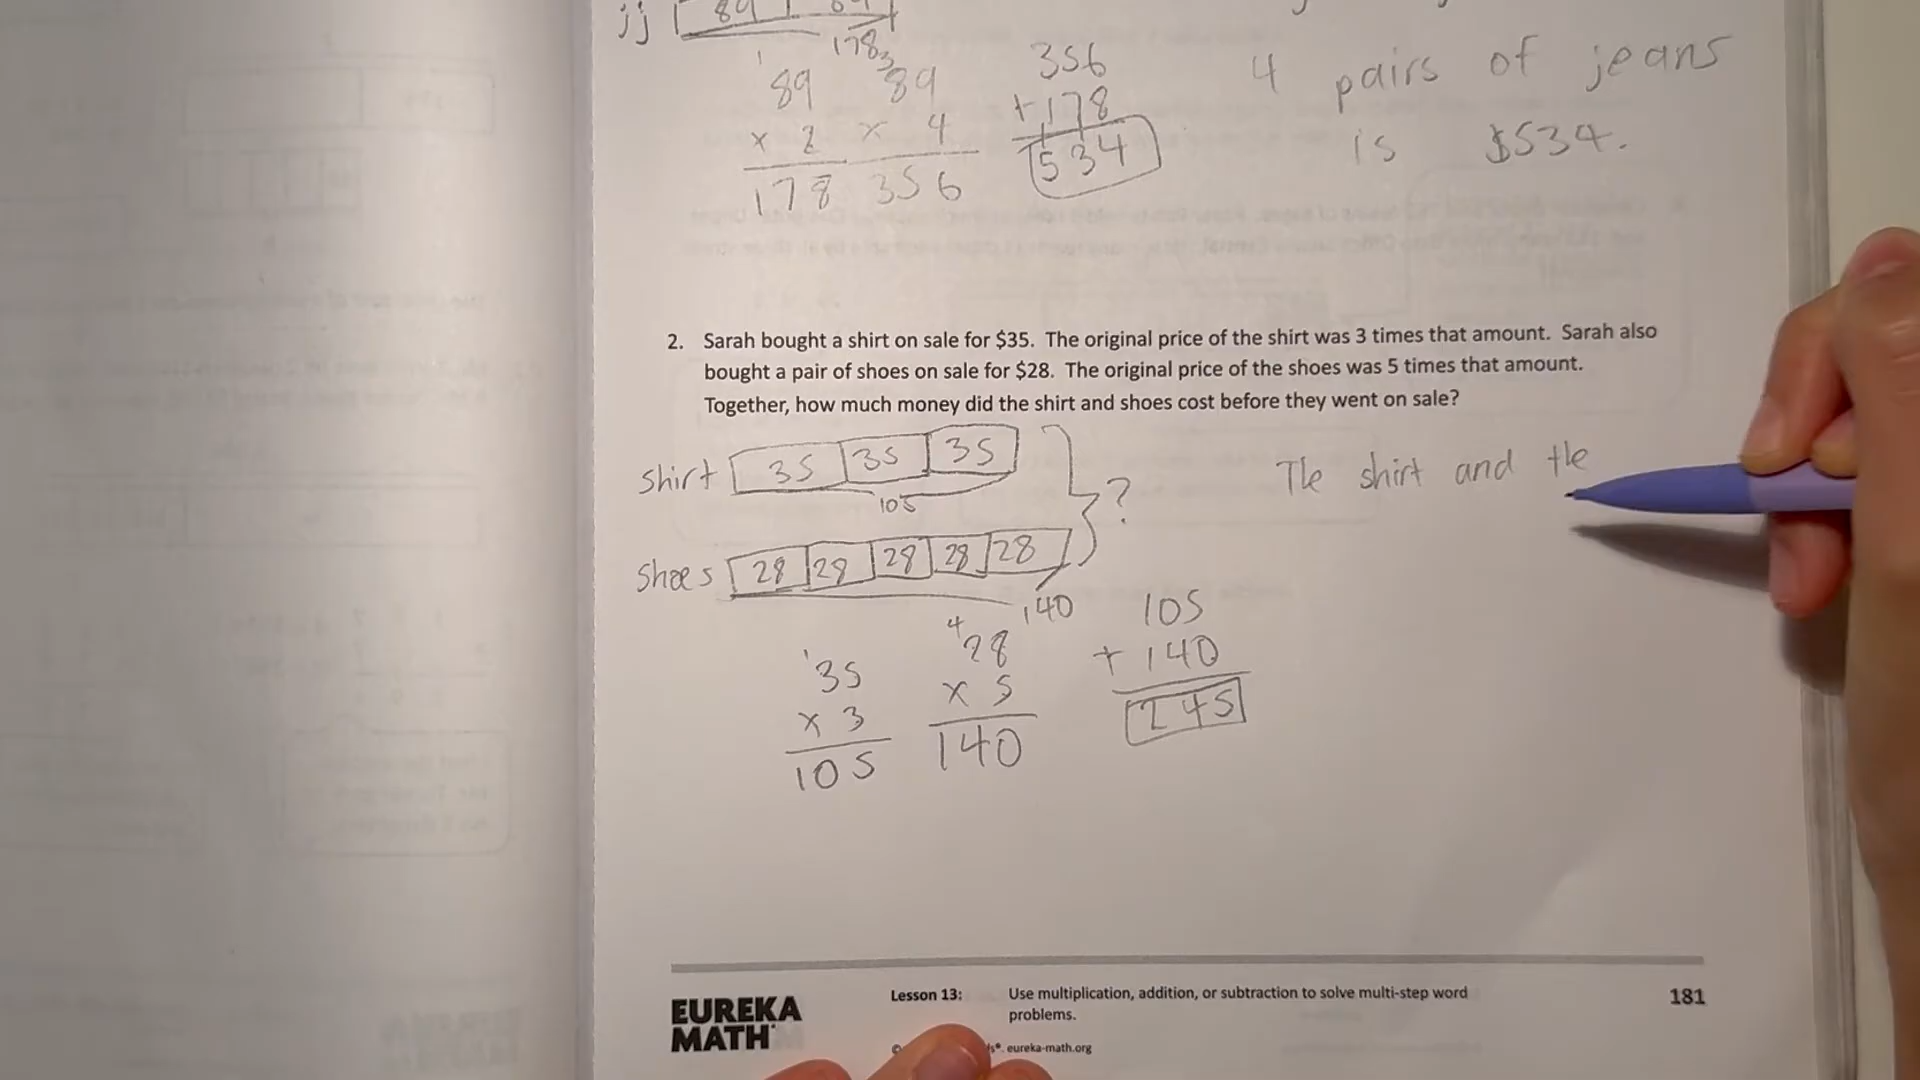 jj 89 89
178
1 3
89 89 356 4 pairs of jeans
x 2 x 4 +178 is $534.
178 356 534
2. Sarah bought a shirt on sale for $35. The original price of the shirt was 3 times that amount. Sarah also
bought a pair of shoes on sale for $28. The original price of the shoes was 5 times that amount.
Together, how much money did the shirt and shoes cost before they went on sale?
shirt 35 35 35 The shirt and the
105 ?
shoes 28 28 28 28 28
140
1 4
35 28 105
x 3 x 5 + 140
105 140 245
EUREKA
MATH
Lesson 13: Use multiplication, addition, or subtraction to solve multi-step word
problems.
181
© eureka-math.org